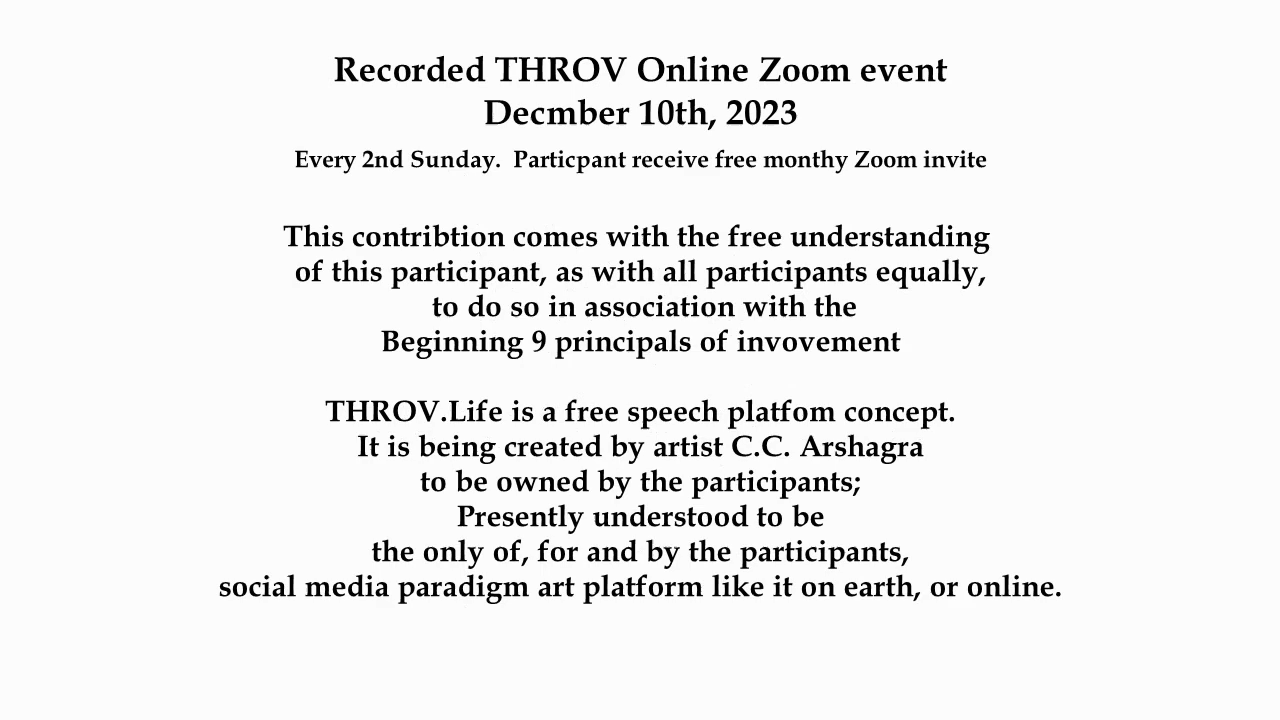 Recorded THROV Online Zoom event
Decmber 10th, 2023
Every 2nd Sunday.  Particpant receive free monthy Zoom invite
This contribtion comes with the free understanding
of this participant, as with all participants equally,
to do so in association with the
Beginning 9 principals of invovement
THROV.Life is a free speech platfom concept.
It is being created by artist C.C. Arshagra
to be owned by the participants;
Presently understood to be
the only of, for and by the participants,
social media paradigm art platform like it on earth, or online.